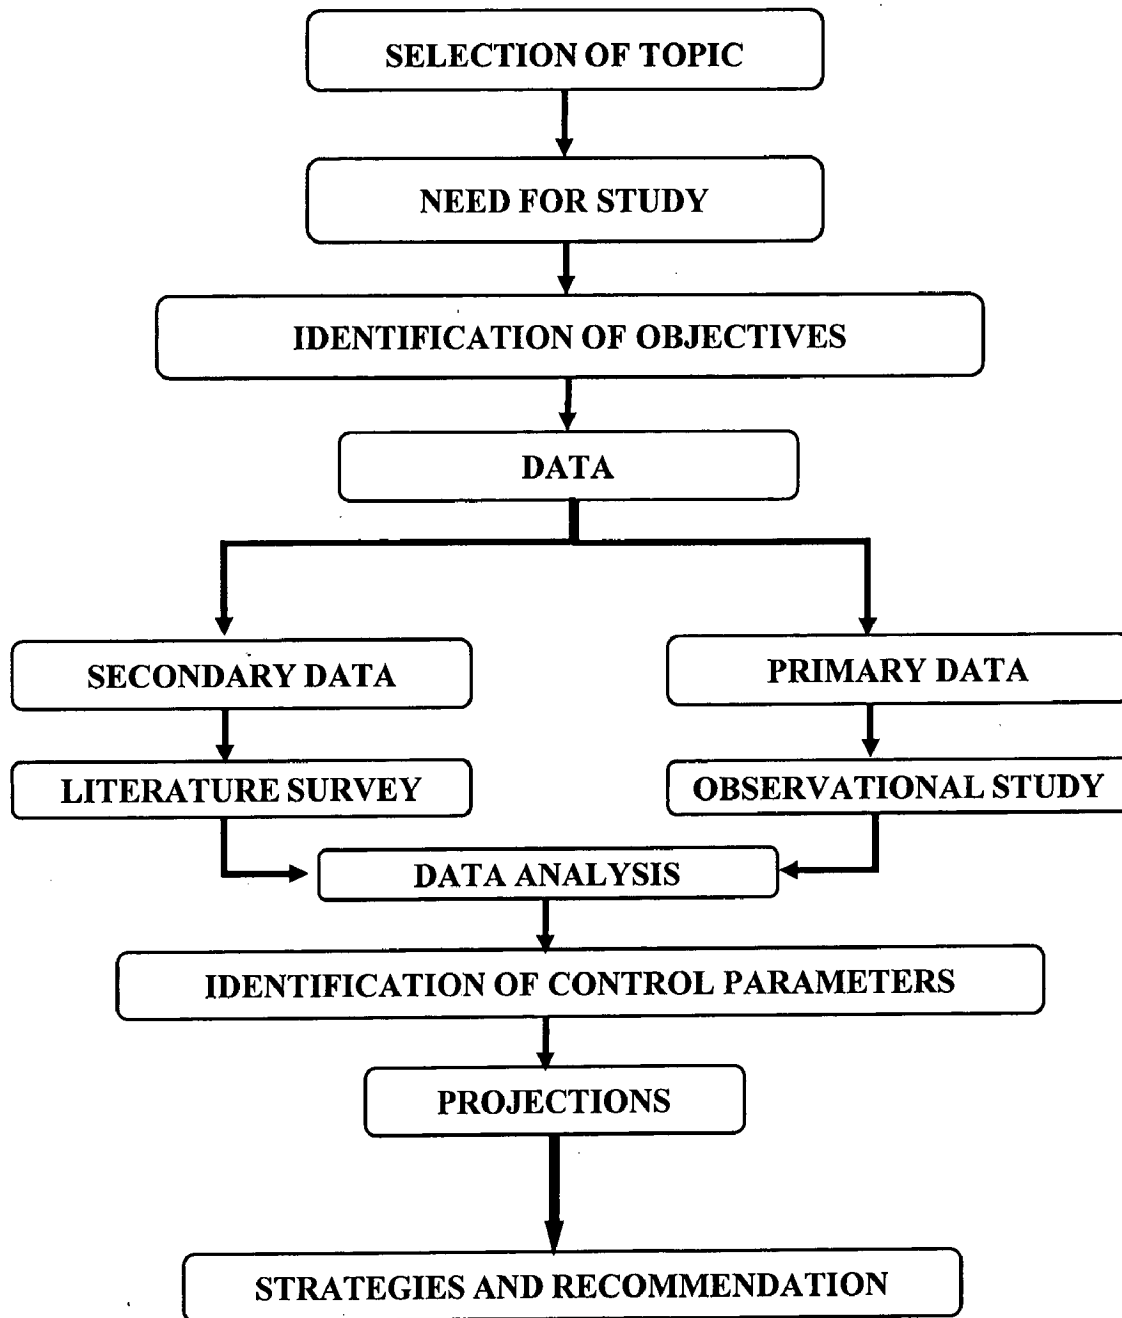 SELECTION OF TOPIC
NEED FOR STUDY
IDENTIFICATION OF OBJECTIVES
DATA
SECONDARY DATA
PRIMARY DATA
LITERATURE SURVEY
OBSERVATIONAL STUDY
DATA ANALYSIS
IDENTIFICATION OF CONTROL PARAMETERS
PROJECTIONS
STRATEGIES AND RECOMMENDATION